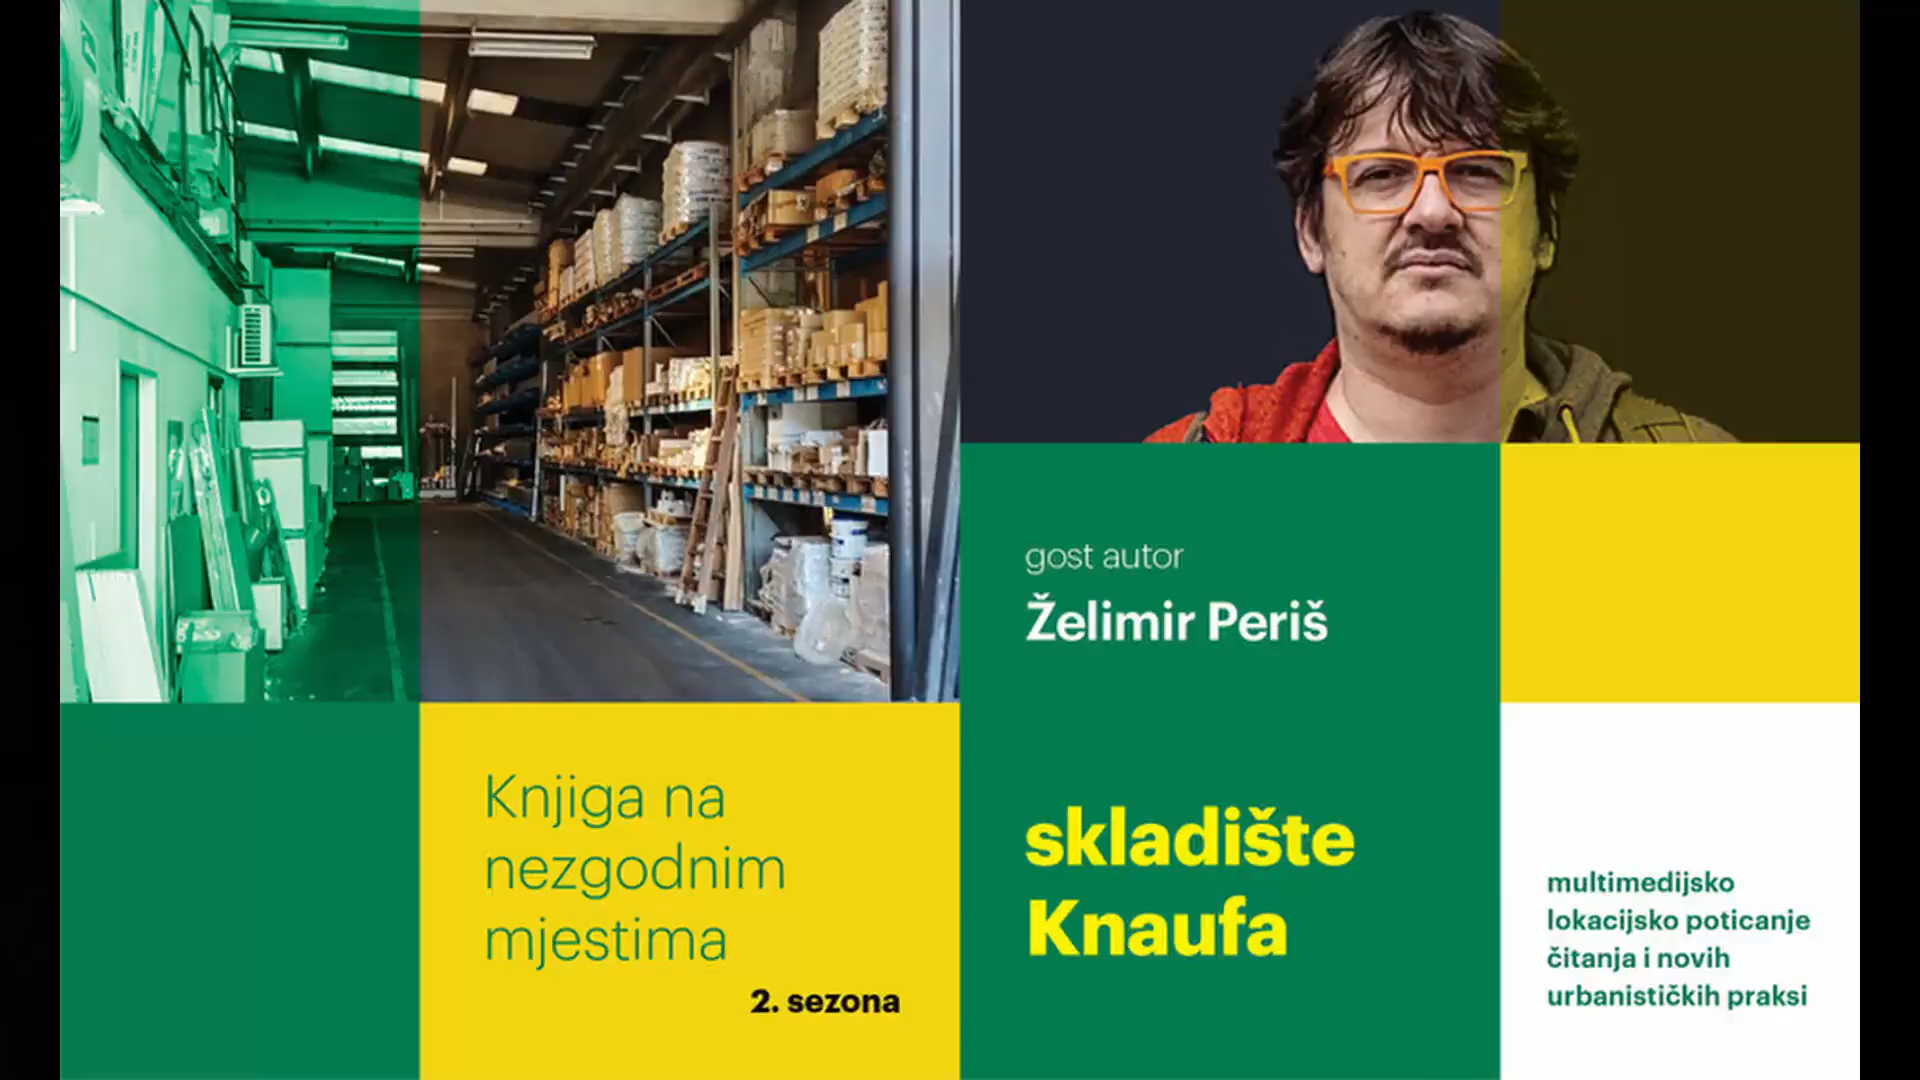 gost autor
Želimir Periš
Knjiga na
nezgodnim
mjestima
2. sezona
skladište
Knaufa
multimedijsko
lokacijsko poticanje
čitanja i novih
urbanističkih praksi